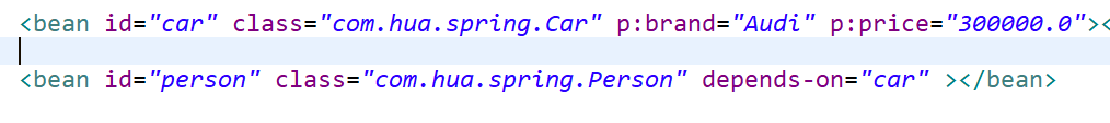 <bean id="car" class="com.hua.spring.Car" p:brand="Audi" p:price="300000.0"><
<bean id="person" class="com.hua.spring.Person" depends-on="car" ></bean>